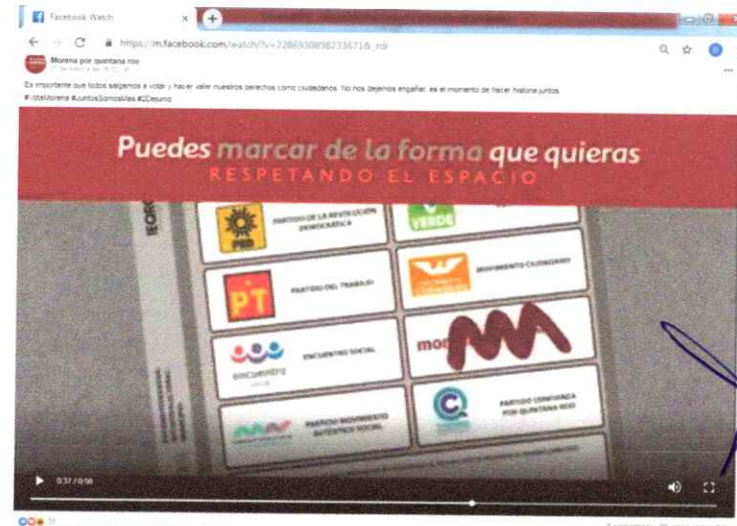 Facebook Watch
https://m.facebook.com/watch/?v=2286930898233671&_rdr
Morena por quintana roo
Es importante que todos salgamos a votar y hacer valer nuestros derechos como ciudadanos. No nos dejemos engañar, es el momento de hacer historia juntos
#VotaMorena #JuntosSomosMas #2Dejunio
Puedes marcar de la forma que quieras
RESPETANDO EL ESPACIO
PRD
PARTIDO DE LA REVOLUCIÓN
DEMOCRÁTICA
VERDE
PT
PARTIDO DEL TRABAJO
MOVIMIENTO CIUDADANO
encuentro
social
ENCUENTRO SOCIAL
mor
PARTIDO MOVIMIENTO
AUTÉNTICO SOCIAL
PARTIDO CONFIANZA
POR QUINTANA ROO
0:37 / 0:56